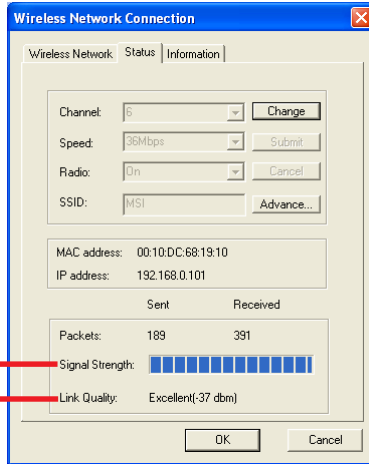 Wireless Network Connection
Wireless Network Status Information
Channel: 6 Change
Speed: 36Mbps Submit
Radio: On Cancel
SSID: MSI Advance...
MAC address: 00:10:DC:68:19:10
IP address: 192.168.0.101
Sent Received
Packets: 189 391
Signal Strength:
Link Quality: Excellent(-37 dbm)
OK Cancel